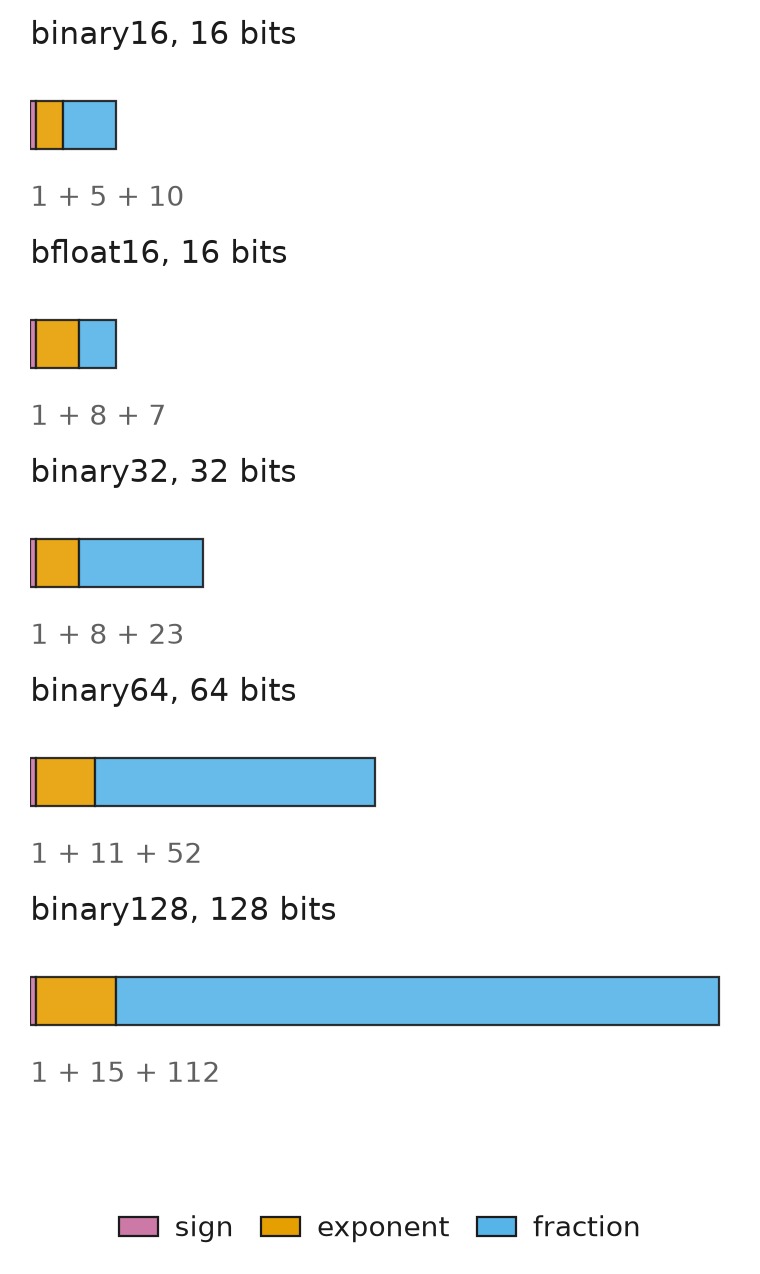 binary16, 16 bits
1 + 5 + 10
bfloat16, 16 bits
1 + 8 + 7
binary32, 32 bits
1 + 8 + 23
binary64, 64 bits
1 + 11 + 52
binary128, 128 bits
1 + 15 + 112
sign exponent fraction